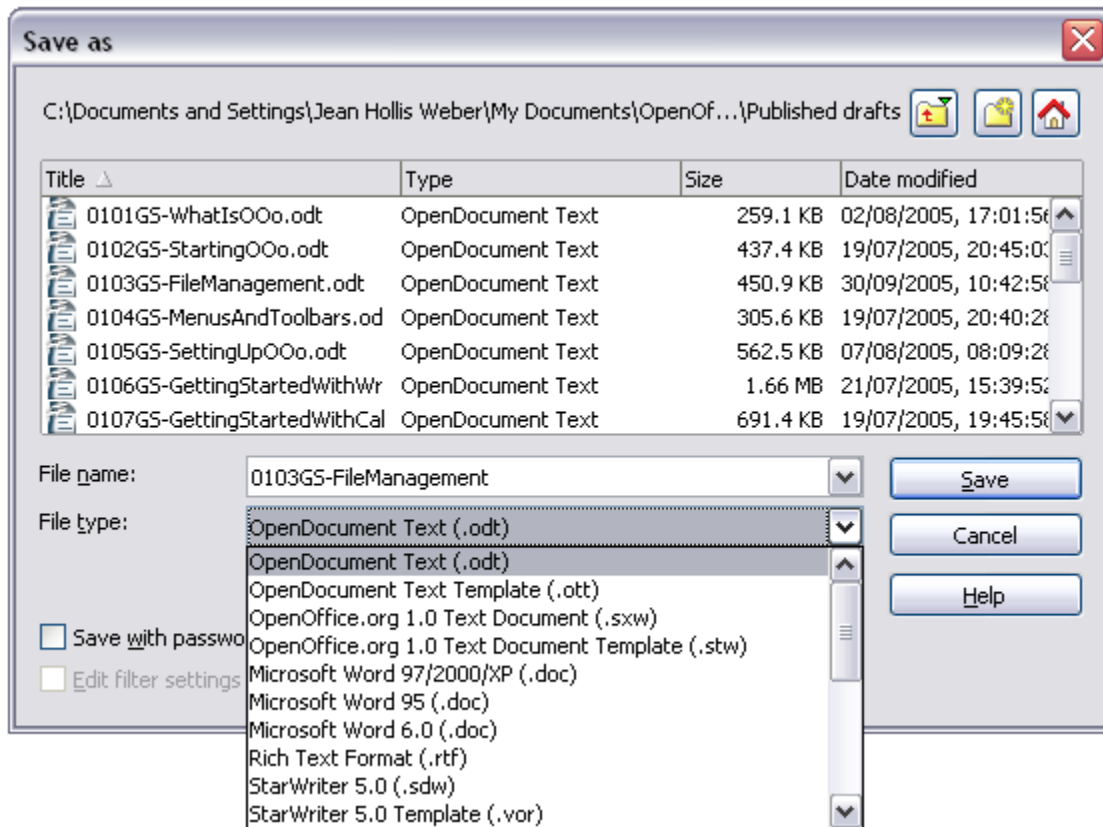 Save as
C:\Documents and Settings\Jean Hollis Weber\My Documents\OpenOf...\Published drafts
Title Type Size Date modified
0101GS-WhatIsOOo.odt OpenDocument Text 259.1 KB 02/08/2005, 17:01:56
0102GS-StartingOOo.odt OpenDocument Text 437.4 KB 19/07/2005, 20:45:03
0103GS-FileManagement.odt OpenDocument Text 450.9 KB 30/09/2005, 10:42:58
0104GS-MenusAndToolbars.od OpenDocument Text 305.6 KB 19/07/2005, 20:40:28
0105GS-SettingUpOOo.odt OpenDocument Text 562.5 KB 07/08/2005, 08:09:28
0106GS-GettingStartedWithWr OpenDocument Text 1.66 MB 21/07/2005, 15:39:52
0107GS-GettingStartedWithCal OpenDocument Text 691.4 KB 19/07/2005, 19:45:58
File name: 0103GS-FileManagement Save
File type: OpenDocument Text (.odt) Cancel
OpenDocument Text (.odt)
OpenDocument Text Template (.ott) Help
OpenOffice.org 1.0 Text Document (.sxw)
Save with passwo OpenOffice.org 1.0 Text Document Template (.stw)
Edit filter settings Microsoft Word 97/2000/XP (.doc)
Microsoft Word 95 (.doc)
Microsoft Word 6.0 (.doc)
Rich Text Format (.rtf)
StarWriter 5.0 (.sdw)
StarWriter 5.0 Template (.vor)